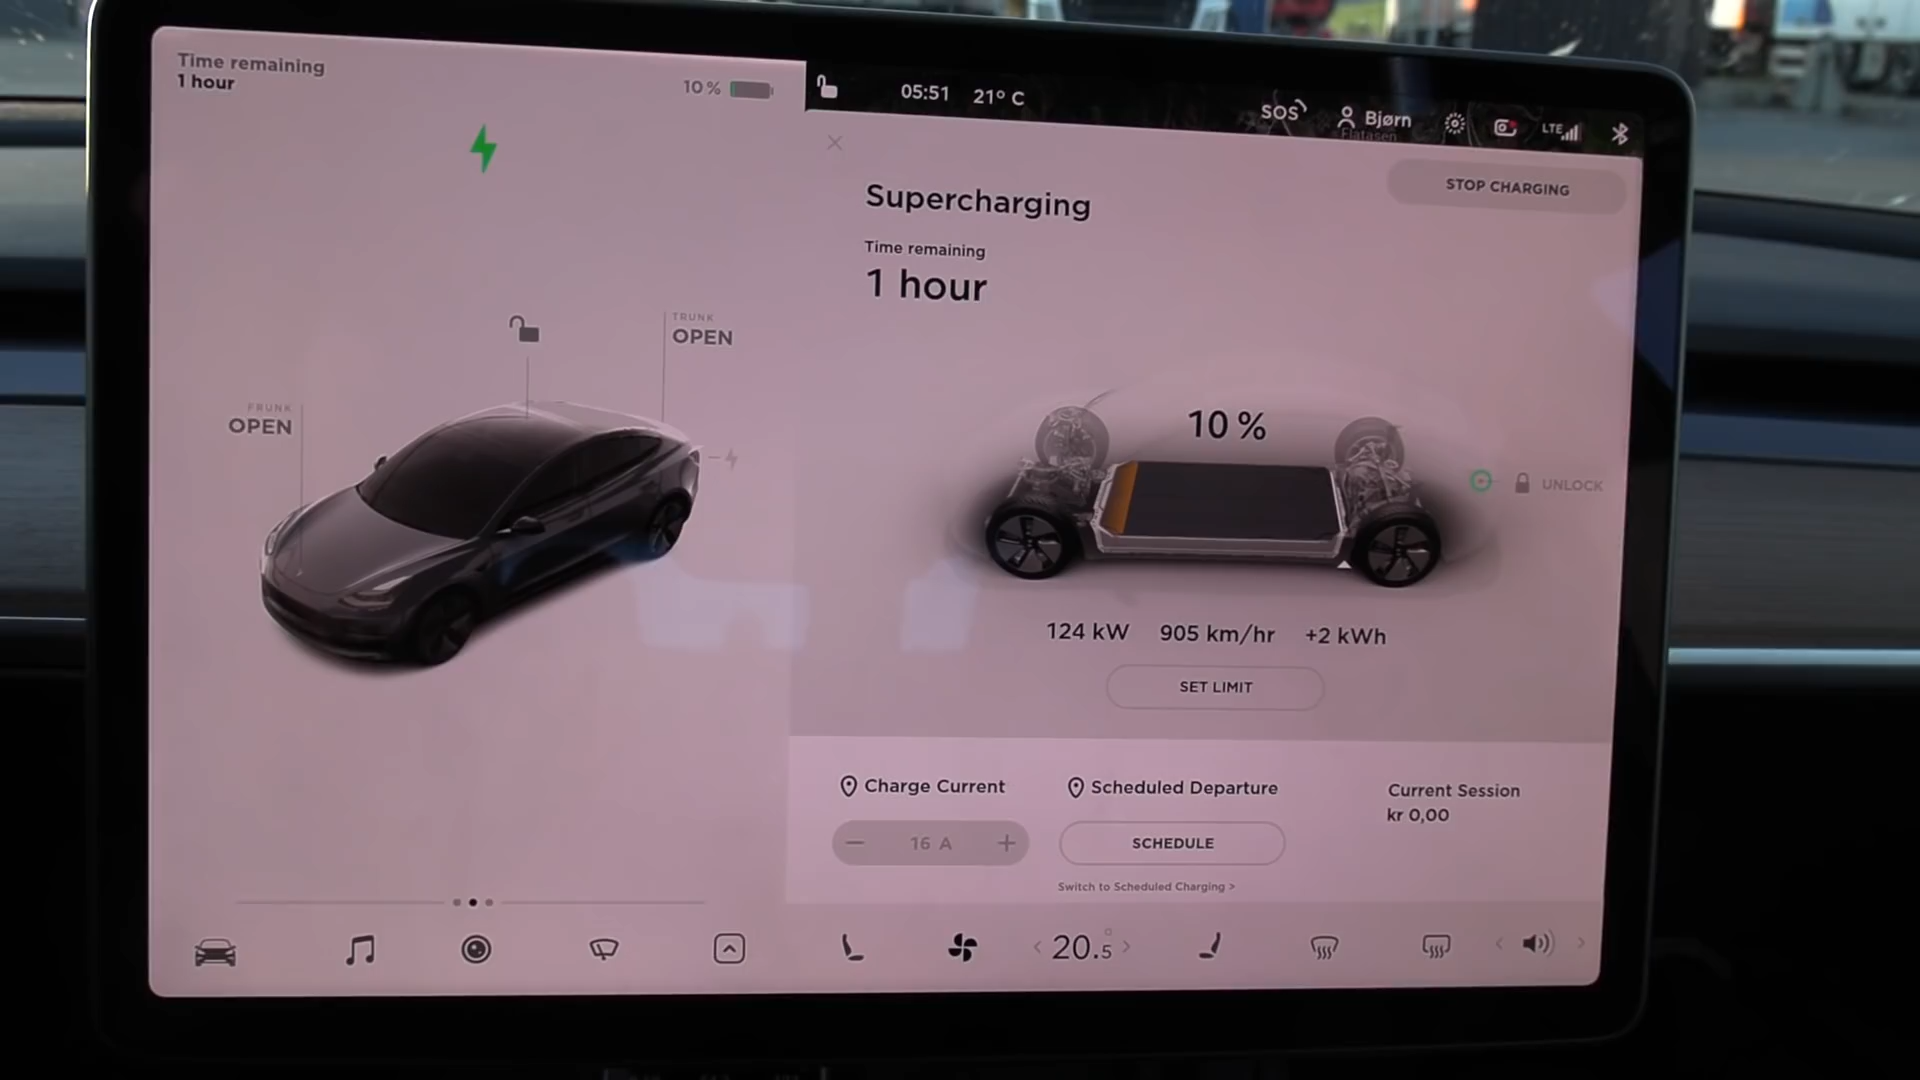 Time remaining
1 hour
10 %
05:51
21° C
SOS
Bjørn
LTE
Flatåsen
STOP CHARGING
Supercharging
Time remaining
1 hour
TRUNK
OPEN
FRUNK
OPEN
10 %
UNLOCK
124 kW 905 km/hr +2 kWh
SET LIMIT
Charge Current
Scheduled Departure
Current Session
kr 0,00
− 16 A +
SCHEDULE
Switch to Scheduled Charging >
< 20.5° >